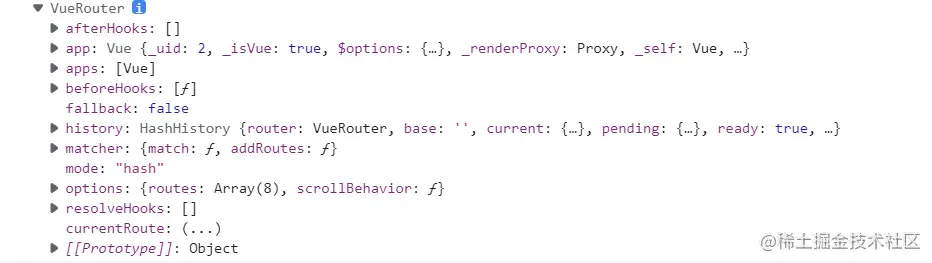 VueRouter i
afterHooks: []
app: Vue {_uid: 2, _isVue: true, $options: {…}, _renderProxy: Proxy, _self: Vue, …}
apps: [Vue]
beforeHooks: [ƒ]
fallback: false
history: HashHistory {router: VueRouter, base: '', current: {…}, pending: {…}, ready: true, …}
matcher: {match: ƒ, addRoutes: ƒ}
mode: "hash"
options: {routes: Array(8), scrollBehavior: ƒ}
resolveHooks: []
currentRoute: (...)
[[Prototype]]: Object
@稀土掘金技术社区